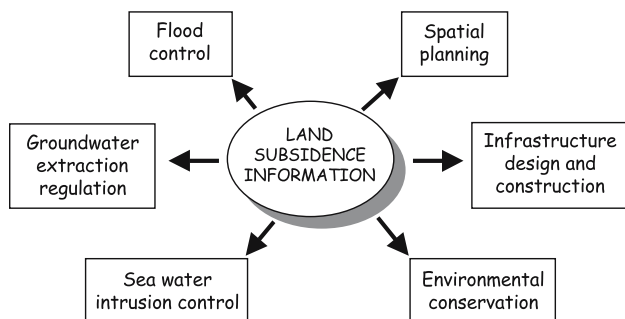 Flood
control
Spatial
planning
LAND
SUBSIDENCE
INFORMATION
Groundwater
extraction
regulation
Infrastructure
design and
construction
Sea water
intrusion control
Environmental
conservation